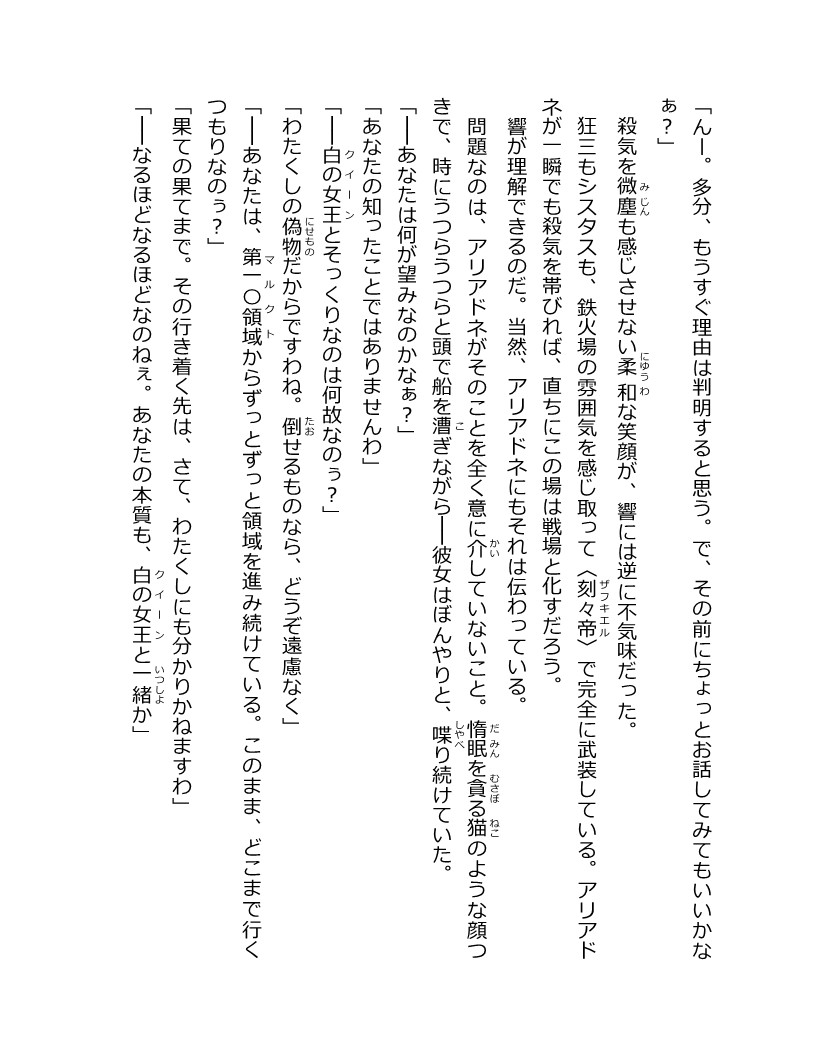 「んー。多分、もうすぐ理由は判明すると思う。で、その前にちょっとお話してみてもいいかな
ぁ？」
殺気を微塵も感じさせない柔和な笑顔が、響には逆に不気味だった。
狂三もシスタスも、鉄火場の雰囲気を感じ取って〈刻々帝〉で完全に武装している。アリアド
ネが一瞬でも殺気を帯びれば、直ちにこの場は戦場と化すだろう。
響が理解できるのだ。当然、アリアドネにもそれは伝わっている。
問題なのは、アリアドネがそのことを全く意に介していないこと。惰眠を貪る猫のような顔つ
きで、時にうつらうつらと頭で船を漕ぎながら──彼女はぼんやりと、喋り続けていた。
「──あなたは何が望みなのかなぁ？」
「あなたの知ったことではありませんわ」
「──白の女王とそっくりなのは何故なのぅ？」
「わたくしの偽物だからですわね。倒せるものなら、どうぞ遠慮なく」
「──あなたは、第一〇領域からずっとずっと領域を進み続けている。このまま、どこまで行く
つもりなのぅ？」
「果ての果てまで。その行き着く先は、さて、わたくしにも分かりかねますわ」
「──なるほどなるほどなのねぇ。あなたの本質も、白の女王と一緒か」